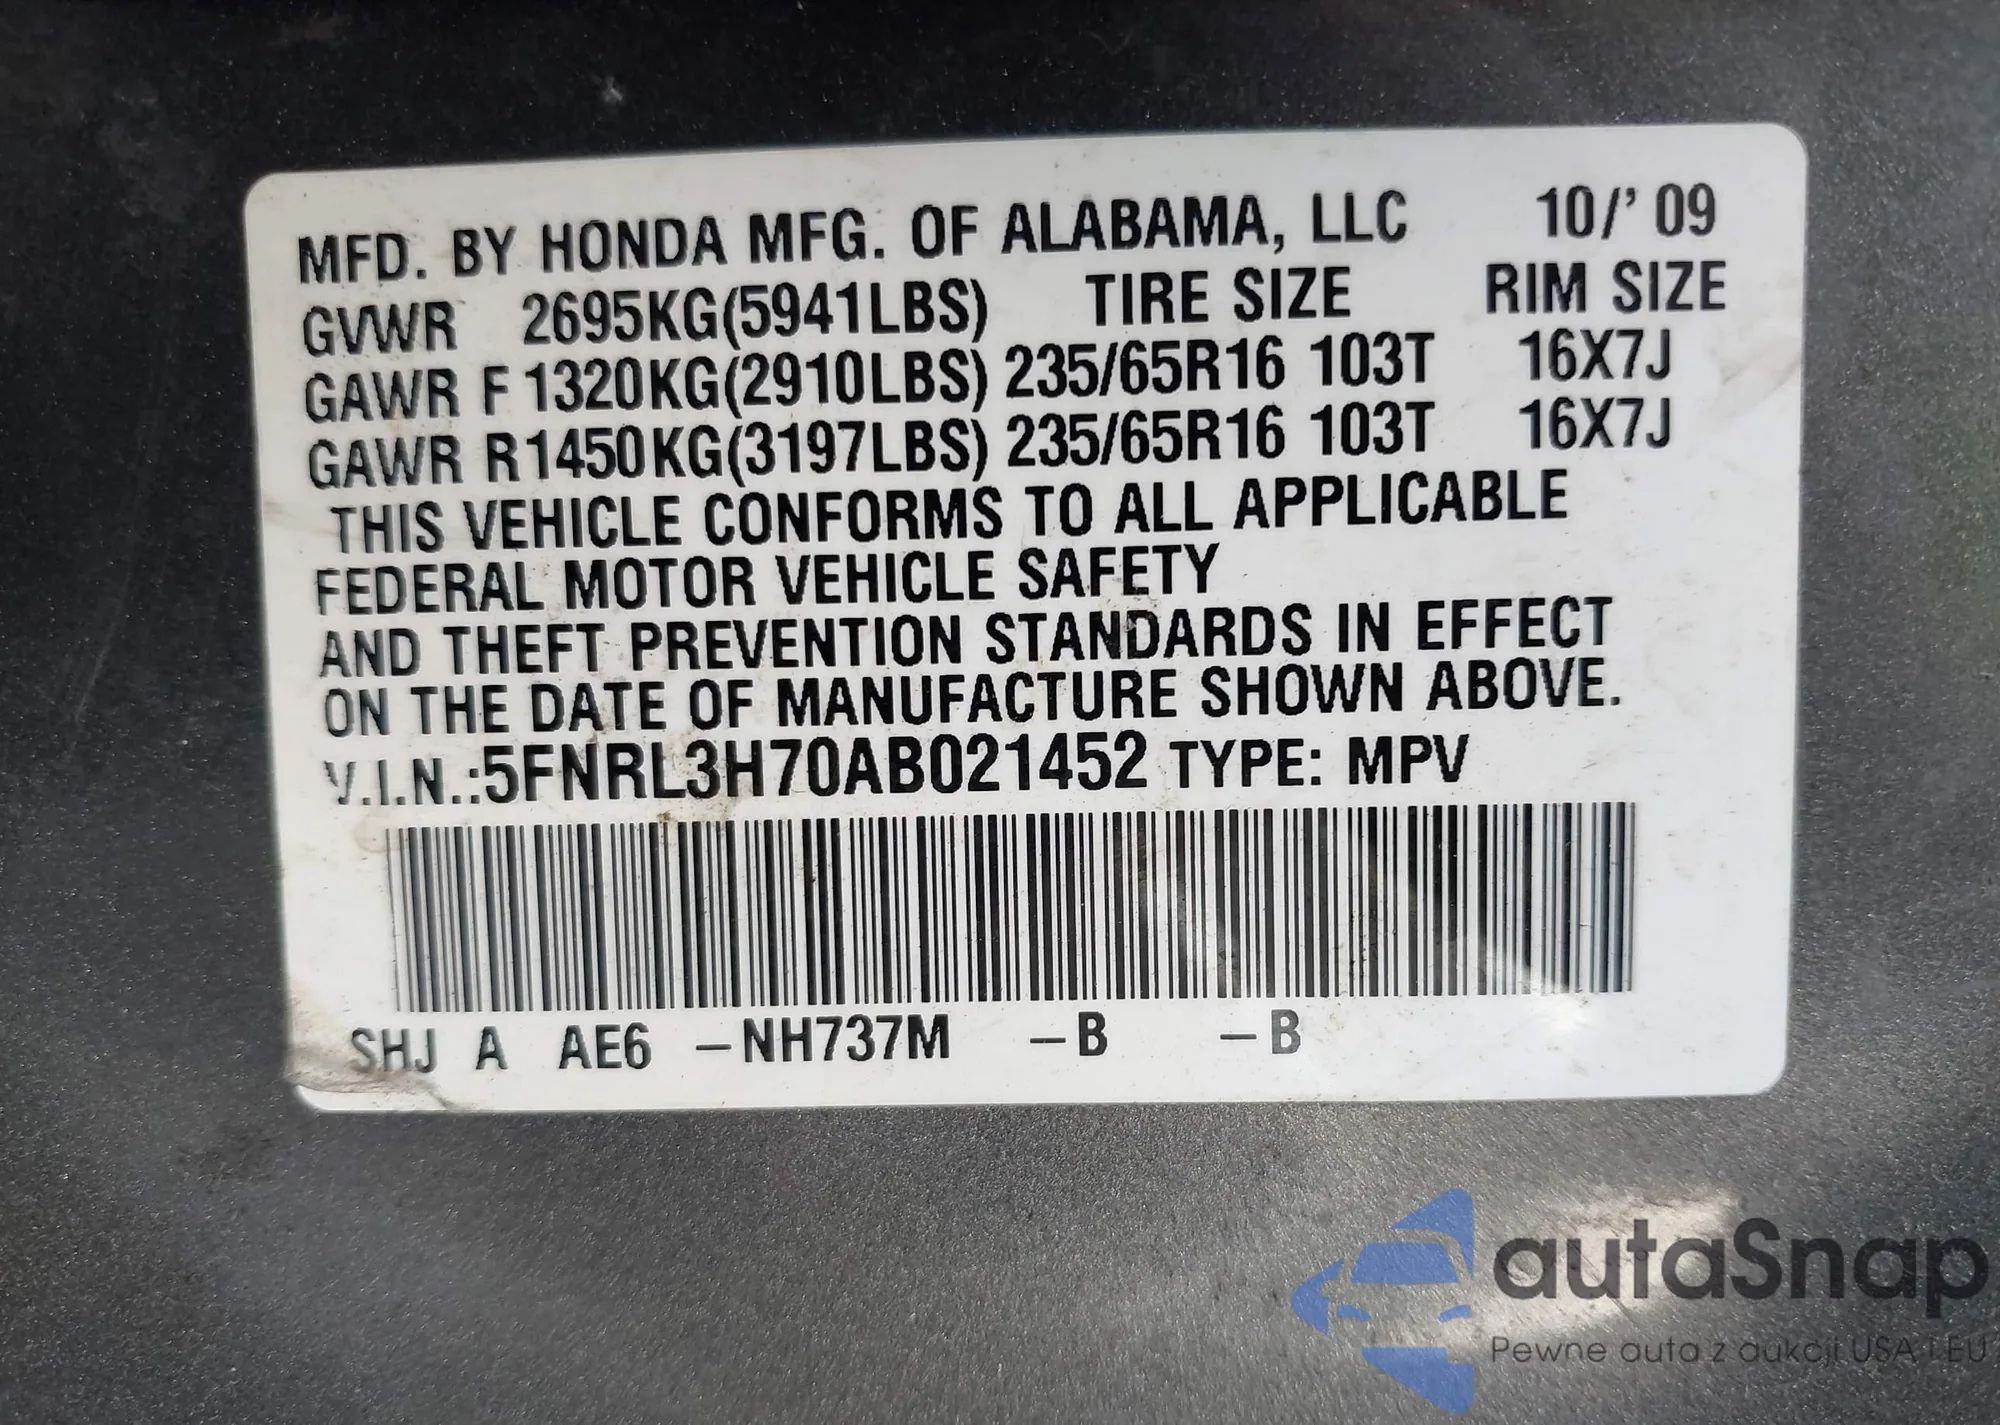 MFD. BY HONDA MFG. OF ALABAMA, LLC 10/' 09
GVWR 2695KG(5941LBS) TIRE SIZE RIM SIZE
GAWR F 1320KG(2910LBS) 235/65R16 103T 16X7J
GAWR R1450KG(3197LBS) 235/65R16 103T 16X7J
THIS VEHICLE CONFORMS TO ALL APPLICABLE
FEDERAL MOTOR VEHICLE SAFETY
AND THEFT PREVENTION STANDARDS IN EFFECT
ON THE DATE OF MANUFACTURE SHOWN ABOVE.
V.I.N.:5FNRL3H70AB021452 TYPE: MPV
SHJ A AE6 –NH737M –B –B
autaSnap
Pewne auta z aukcji USA i EU